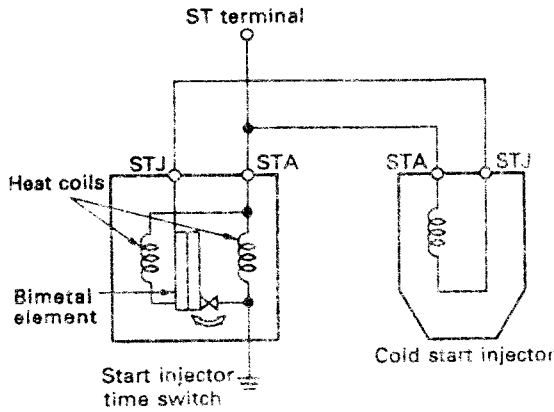 ST terminal
STJ
STA
STA
STJ
Heat coils
Bimetal
element
Cold start injector
Start injector
time switch